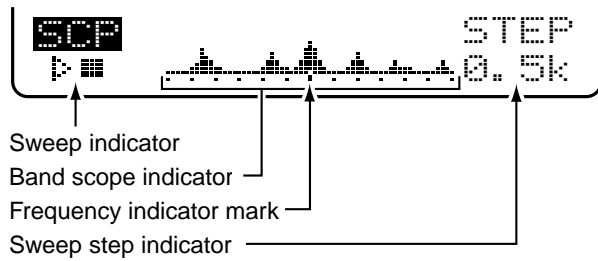 SCP STEP
0.5k
Sweep indicator
Band scope indicator
Frequency indicator mark
Sweep step indicator